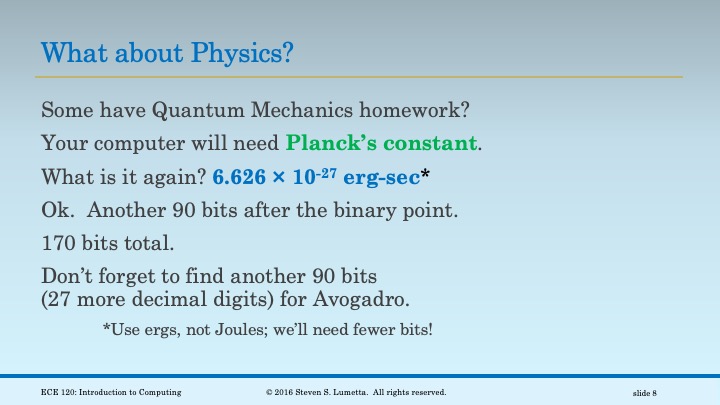 What about Physics?
Some have Quantum Mechanics homework?
Your computer will need Planck’s constant.
What is it again? 6.626 × 10⁻²⁷ erg-sec*
Ok.  Another 90 bits after the binary point.
170 bits total.
Don’t forget to find another 90 bits
(27 more decimal digits) for Avogadro.
*Use ergs, not Joules; we’ll need fewer bits!
ECE 120: Introduction to Computing
© 2016 Steven S. Lumetta.  All rights reserved.
slide 8